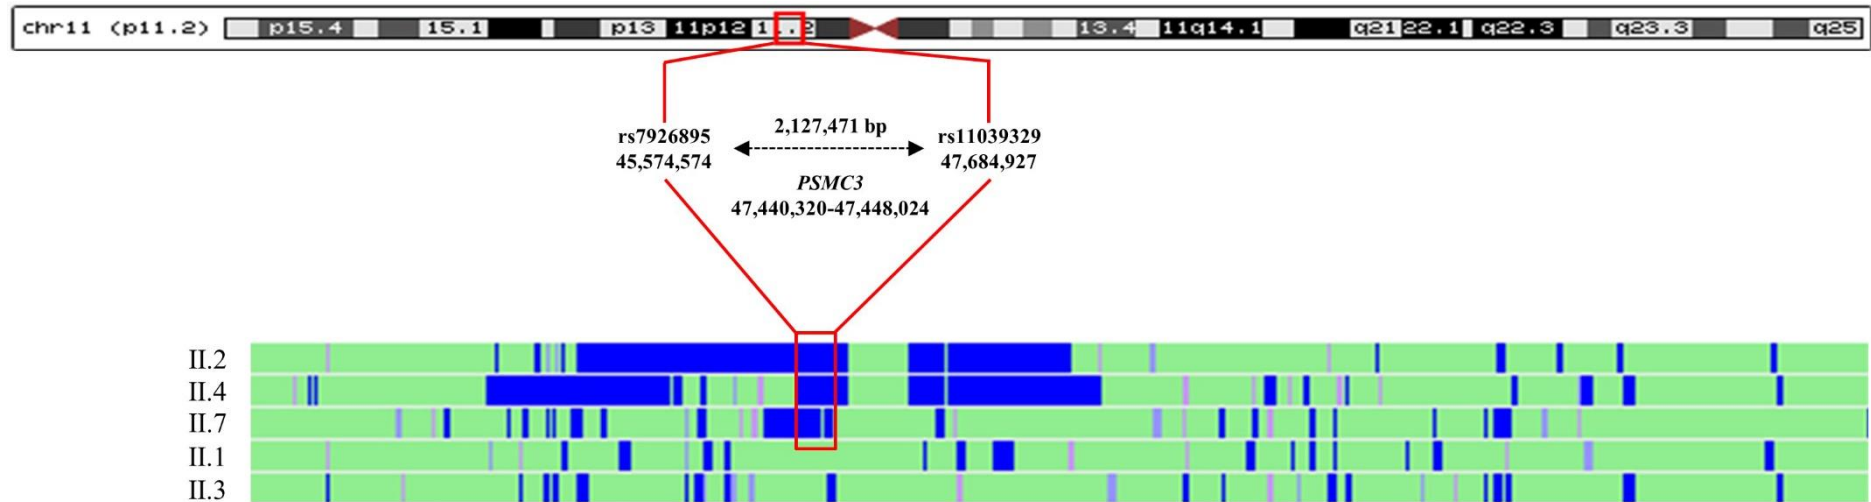 chr11 (p11.2) p15.4 15.1 p13 11p12 13.4 11q14.1 q21 22.1 q22.3 q23.3 q25
rs7926895 2,127,471 bp rs11039329
45,574,574 47,684,927
PSMC3
47,440,320-47,448,024
II.2
II.4
II.7
II.1
II.3